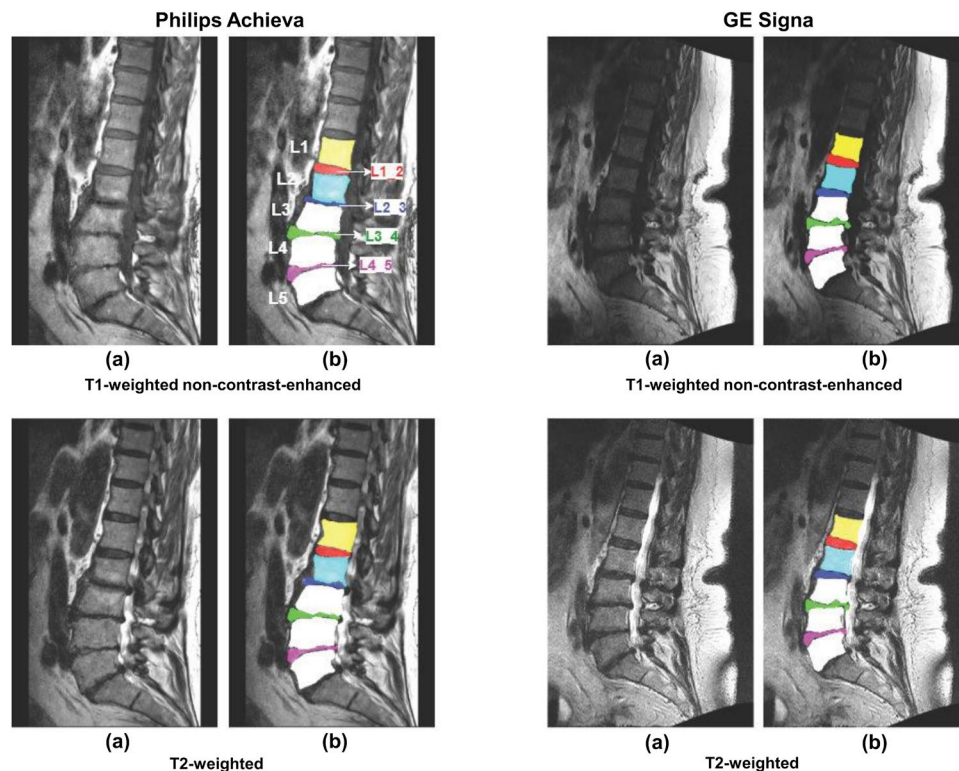 Philips Achieva
GE Signa
L1
L2
L3
L4
L5
L1 2
L2 3
L3 4
L4 5
(a)
(b)
(a)
(b)
T1-weighted non-contrast-enhanced
T1-weighted non-contrast-enhanced
(a)
(b)
(a)
(b)
T2-weighted
T2-weighted